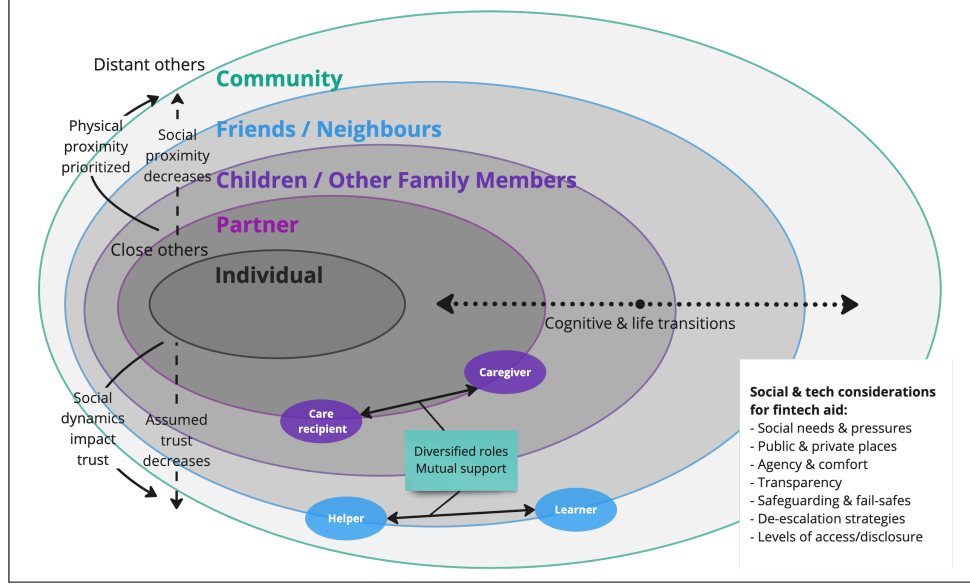 Distant others
Community
Physical
proximity
prioritized
Social
proximity
decreases
Friends / Neighbours
Children / Other Family Members
Partner
Close others
Individual
Cognitive & life transitions
Caregiver
Care
recipient
Social
dynamics
impact
trust
Assumed
trust
decreases
Diversified roles
Mutual support
Helper
Learner
Social & tech considerations
for fintech aid:
- Social needs & pressures
- Public & private places
- Agency & comfort
- Transparency
- Safeguarding & fail-safes
- De-escalation strategies
- Levels of access/disclosure